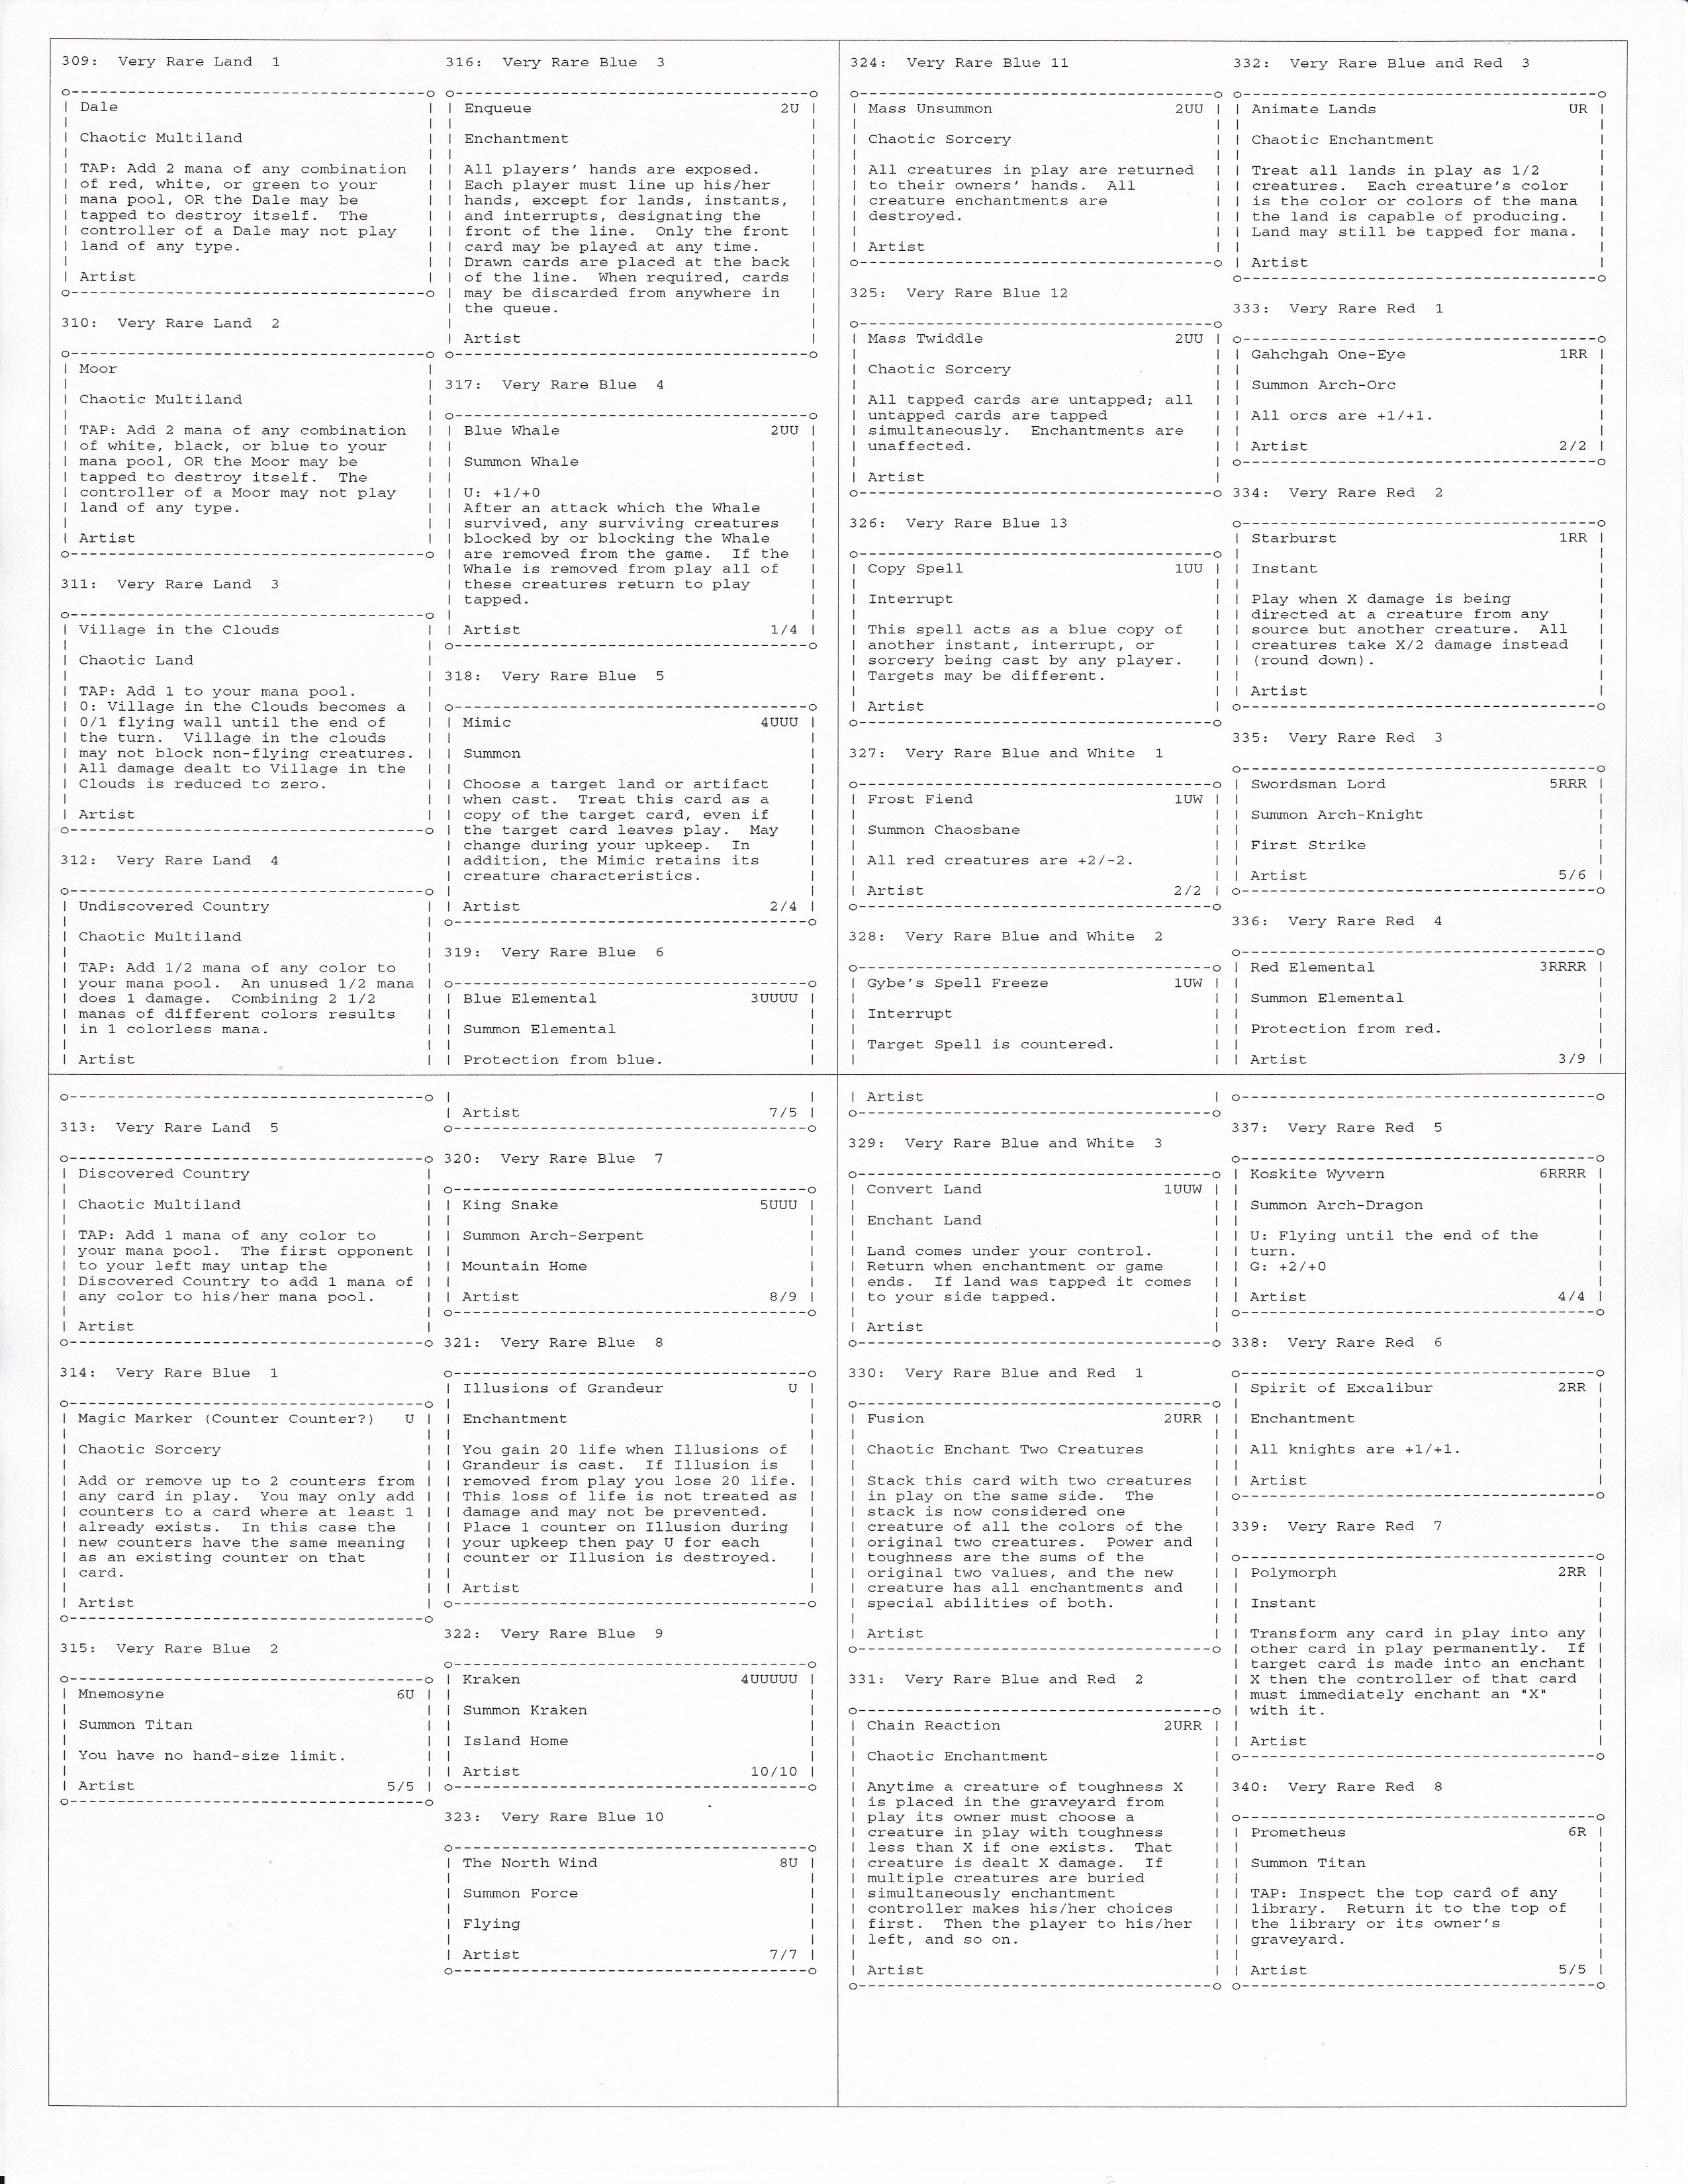 309:  Very Rare Land  1
o---------------------------------------o
| Dale |
Chaotic Multiland
TAP: Add 2 mana of any combination
of red, white, or green to your
mana pool, OR the Dale may be
tapped to destroy itself.  The
controller of a Dale may not play
land of any type.
Artist
310:  Very Rare Land  2
Moor
Chaotic Multiland
TAP: Add 2 mana of any combination
of white, black, or blue to your
mana pool, OR the Moor may be
tapped to destroy itself.  The
controller of a Moor may not play
land of any type.
Artist
311:  Very Rare Land  3
Village in the Clouds
Chaotic Land
TAP: Add 1 to your mana pool.
0: Village in the Clouds becomes a
0/1 flying wall until the end of
the turn.  Village in the clouds
may not block non-flying creatures.
All damage dealt to Village in the
Clouds is reduced to zero.
Artist
312:  Very Rare Land  4
Undiscovered Country
Chaotic Multiland
TAP: Add 1/2 mana of any color to
your mana pool.  An unused 1/2 mana
does 1 damage.  Combining 2 1/2
manas of different colors results
in 1 colorless mana.
Artist
313:  Very Rare Land  5
Discovered Country
Chaotic Multiland
TAP: Add 1 mana of any color to
your mana pool.  The first opponent
to your left may untap the
Discovered Country to add 1 mana of
any color to his/her mana pool.
Artist
314:  Very Rare Blue  1
Magic Marker (Counter Counter?)   U
Chaotic Sorcery
Add or remove up to 2 counters from
any card in play.  You may only add
counters to a card where at least 1
already exists.  In this case the
new counters have the same meaning
as an existing counter on that
card.
Artist
315:  Very Rare Blue  2
Mnemosyne 6U
Summon Titan
You have no hand-size limit.
Artist 5/5
316:  Very Rare Blue  3
Enqueue 2U
Enchantment
All players' hands are exposed.
Each player must line up his/her
hands, except for lands, instants,
and interrupts, designating the
front of the line.  Only the front
card may be played at any time.
Drawn cards are placed at the back
of the line.  When required, cards
may be discarded from anywhere in
the queue.
Artist
317:  Very Rare Blue  4
Blue Whale 2UU
Summon Whale
U: +1/+0
After an attack which the Whale
survived, any surviving creatures
blocked by or blocking the Whale
are removed from the game.  If the
Whale is removed from play all of
these creatures return to play
tapped.
Artist 1/4
318:  Very Rare Blue  5
Mimic 4UUU
Summon
Choose a target land or artifact
when cast.  Treat this card as a
copy of the target card, even if
the target card leaves play.  May
change during your upkeep.  In
addition, the Mimic retains its
creature characteristics.
Artist 2/4
319:  Very Rare Blue  6
Blue Elemental 3UUUU
Summon Elemental
Protection from blue.
Artist 7/5
320:  Very Rare Blue  7
King Snake 5UUU
Summon Arch-Serpent
Mountain Home
Artist 8/9
321:  Very Rare Blue  8
Illusions of Grandeur U
Enchantment
You gain 20 life when Illusions of
Grandeur is cast.  If Illusion is
removed from play you lose 20 life.
This loss of life is not treated as
damage and may not be prevented.
Place 1 counter on Illusion during
your upkeep then pay U for each
counter or Illusion is destroyed.
Artist
322:  Very Rare Blue  9
Kraken 4UUUUU
Summon Kraken
Island Home
Artist 10/10
323:  Very Rare Blue 10
The North Wind 8U
Summon Force
Flying
Artist 7/7
324:  Very Rare Blue 11
Mass Unsummon 2UU
Chaotic Sorcery
All creatures in play are returned
to their owners' hands.  All
creature enchantments are
destroyed.
Artist
325:  Very Rare Blue 12
Mass Twiddle 2UU
Chaotic Sorcery
All tapped cards are untapped; all
untapped cards are tapped
simultaneously.  Enchantments are
unaffected.
Artist
326:  Very Rare Blue 13
Copy Spell 1UU
Interrupt
This spell acts as a blue copy of
another instant, interrupt, or
sorcery being cast by any player.
Targets may be different.
Artist
327:  Very Rare Blue and White  1
Frost Fiend 1UW
Summon Chaosbane
All red creatures are +2/-2.
Artist 2/2
328:  Very Rare Blue and White  2
Gybe's Spell Freeze 1UW
Interrupt
Target Spell is countered.
Artist
329:  Very Rare Blue and White  3
Convert Land 1UUW
Enchant Land
Land comes under your control.
Return when enchantment or game
ends.  If land was tapped it comes
to your side tapped.
Artist
330:  Very Rare Blue and Red  1
Fusion 2URR
Chaotic Enchant Two Creatures
Stack this card with two creatures
in play on the same side.  The
stack is now considered one
creature of all the colors of the
original two creatures.  Power and
toughness are the sums of the
original two values, and the new
creature has all enchantments and
special abilities of both.
Artist
331:  Very Rare Blue and Red  2
Chain Reaction 2URR
Chaotic Enchantment
Anytime a creature of toughness X
is placed in the graveyard from
play its owner must choose a
creature in play with toughness
less than X if one exists.  That
creature is dealt X damage.  If
multiple creatures are buried
simultaneously enchantment
controller makes his/her choices
first.  Then the player to his/her
left, and so on.
Artist
332:  Very Rare Blue and Red  3
Animate Lands UR
Chaotic Enchantment
Treat all lands in play as 1/2
creatures.  Each creature's color
is the color or colors of the mana
the land is capable of producing.
Land may still be tapped for mana.
Artist
333:  Very Rare Red  1
Gahchgah One-Eye 1RR
Summon Arch-Orc
All orcs are +1/+1.
Artist 2/2
334:  Very Rare Red  2
Starburst 1RR
Instant
Play when X damage is being
directed at a creature from any
source but another creature.  All
creatures take X/2 damage instead
(round down).
Artist
335:  Very Rare Red  3
Swordsman Lord 5RRR
Summon Arch-Knight
First Strike
Artist 5/6
336:  Very Rare Red  4
Red Elemental 3RRRR
Summon Elemental
Protection from red.
Artist 3/9
337:  Very Rare Red  5
Koskite Wyvern 6RRRR
Summon Arch-Dragon
U: Flying until the end of the
turn.
G: +2/+0
Artist 4/4
338:  Very Rare Red  6
Spirit of Excalibur 2RR
Enchantment
All knights are +1/+1.
Artist
339:  Very Rare Red  7
Polymorph 2RR
Instant
Transform any card in play into any
other card in play permanently.  If
target card is made into an enchant
X then the controller of that card
must immediately enchant an "X"
with it.
Artist
340:  Very Rare Red  8
Prometheus 6R
Summon Titan
TAP: Inspect the top card of any
library.  Return it to the top of
the library or its owner's
graveyard.
Artist 5/5